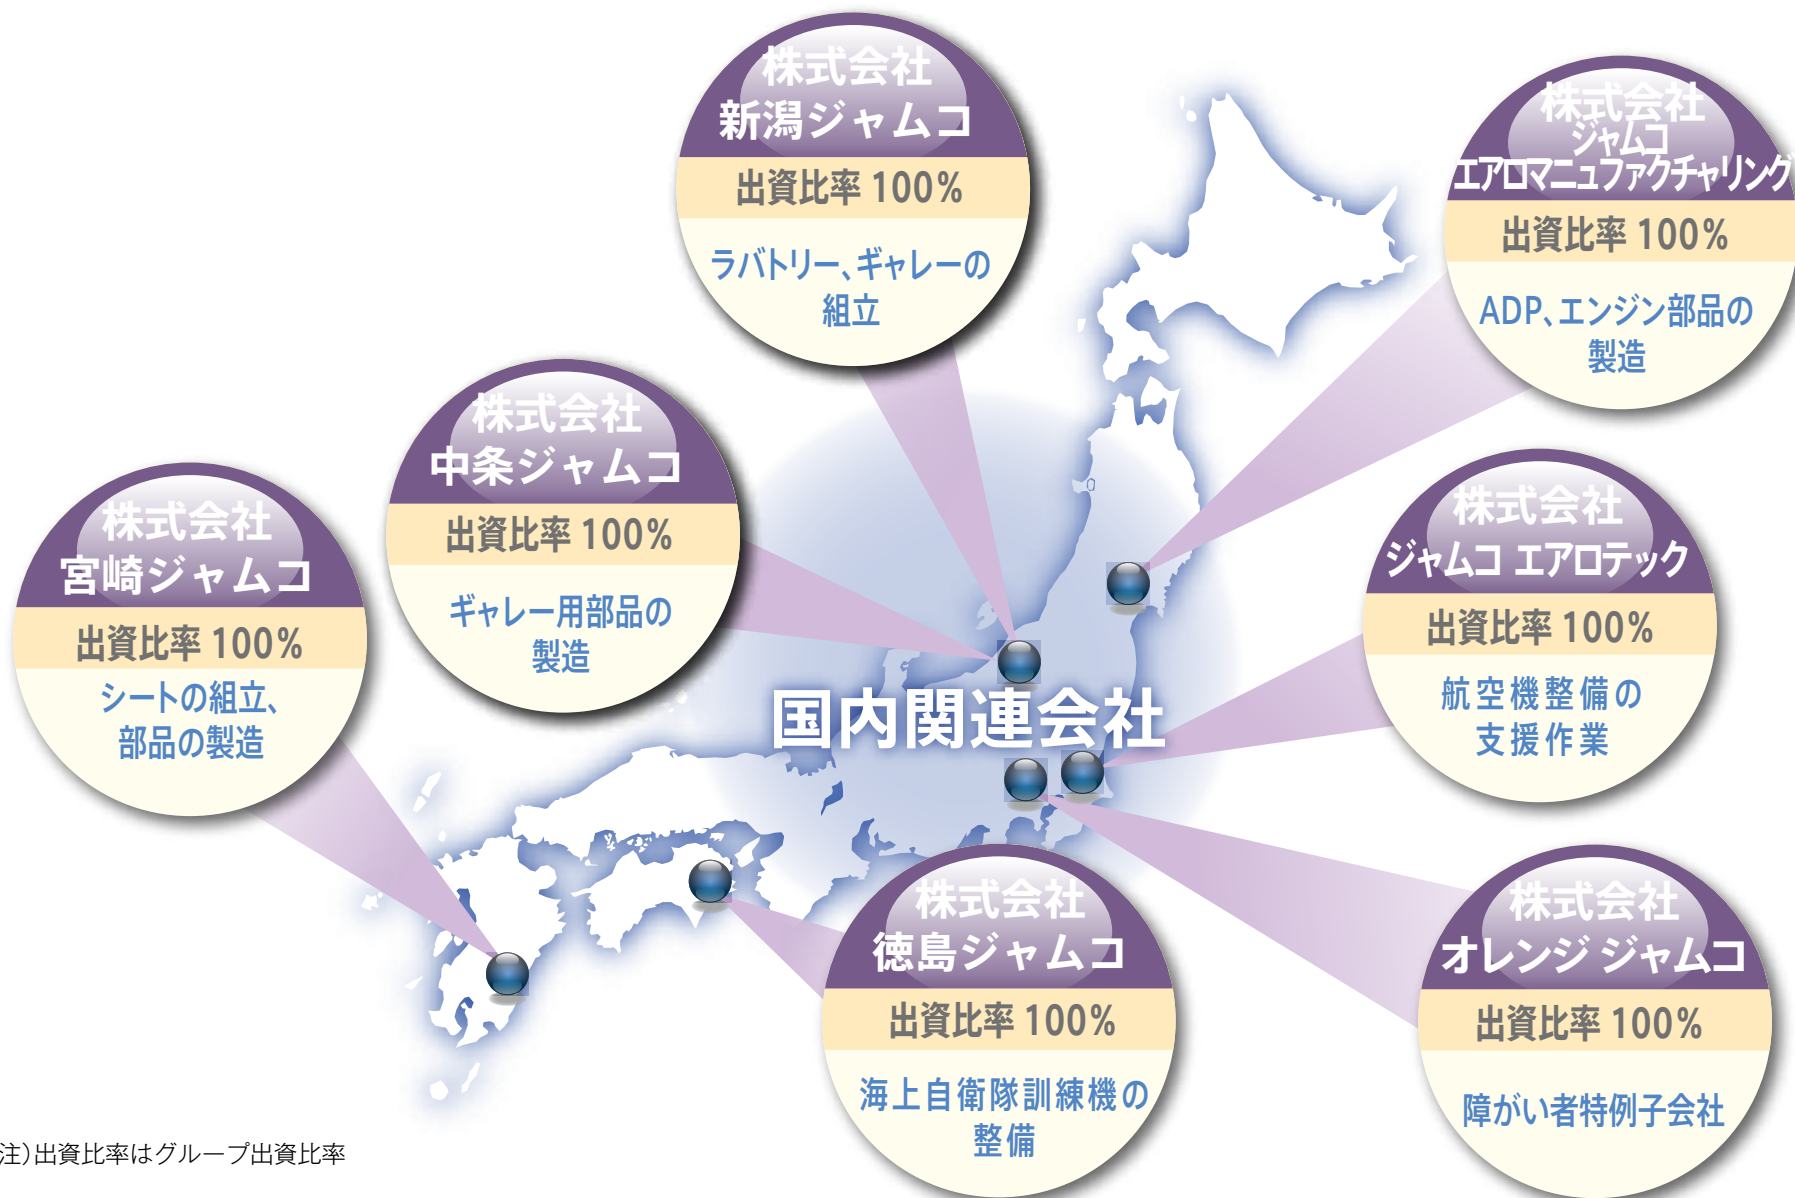 株式会社
新潟ジャムコ
出資比率 100%
ラバトリー、ギャレーの
組立
株式会社
ジャムコ
エアロマニュファクチャリング
出資比率 100%
ADP、エンジン部品の
製造
株式会社
中条ジャムコ
出資比率 100%
ギャレー用部品の
製造
株式会社
宮崎ジャムコ
出資比率 100%
シートの組立、
部品の製造
株式会社
ジャムコ エアロテック
出資比率 100%
航空機整備の
支援作業
国内関連会社
株式会社
徳島ジャムコ
出資比率 100%
海上自衛隊訓練機の
整備
株式会社
オレンジ ジャムコ
出資比率 100%
障がい者特例子会社
注）出資比率はグループ出資比率